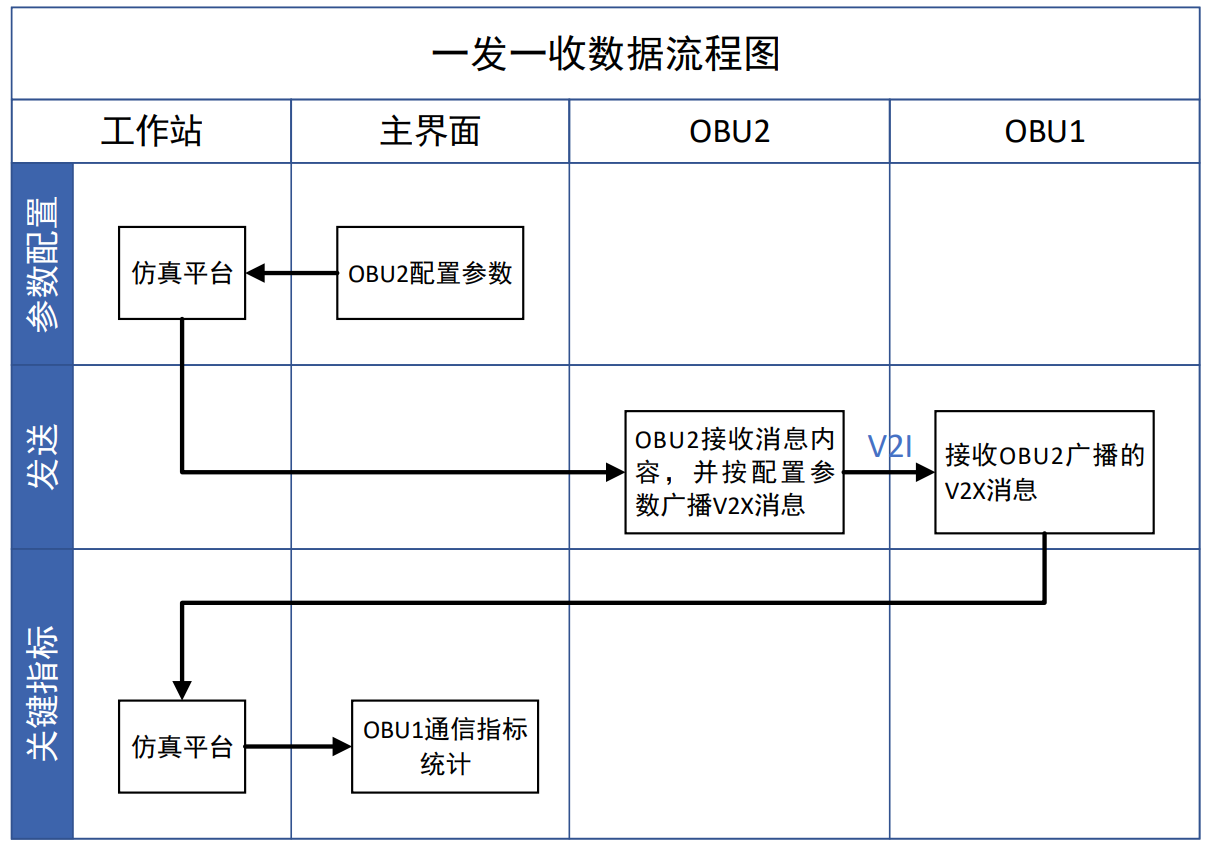 一发一收数据流程图
工作站
主界面
OBU2
OBU1
参数配置
仿真平台
OBU2配置参数
发送
OBU2接收消息内
容，并按配置参
数广播V2X消息
V2I
接收OBU2广播的
V2X消息
关键指标
仿真平台
OBU1通信指标
统计